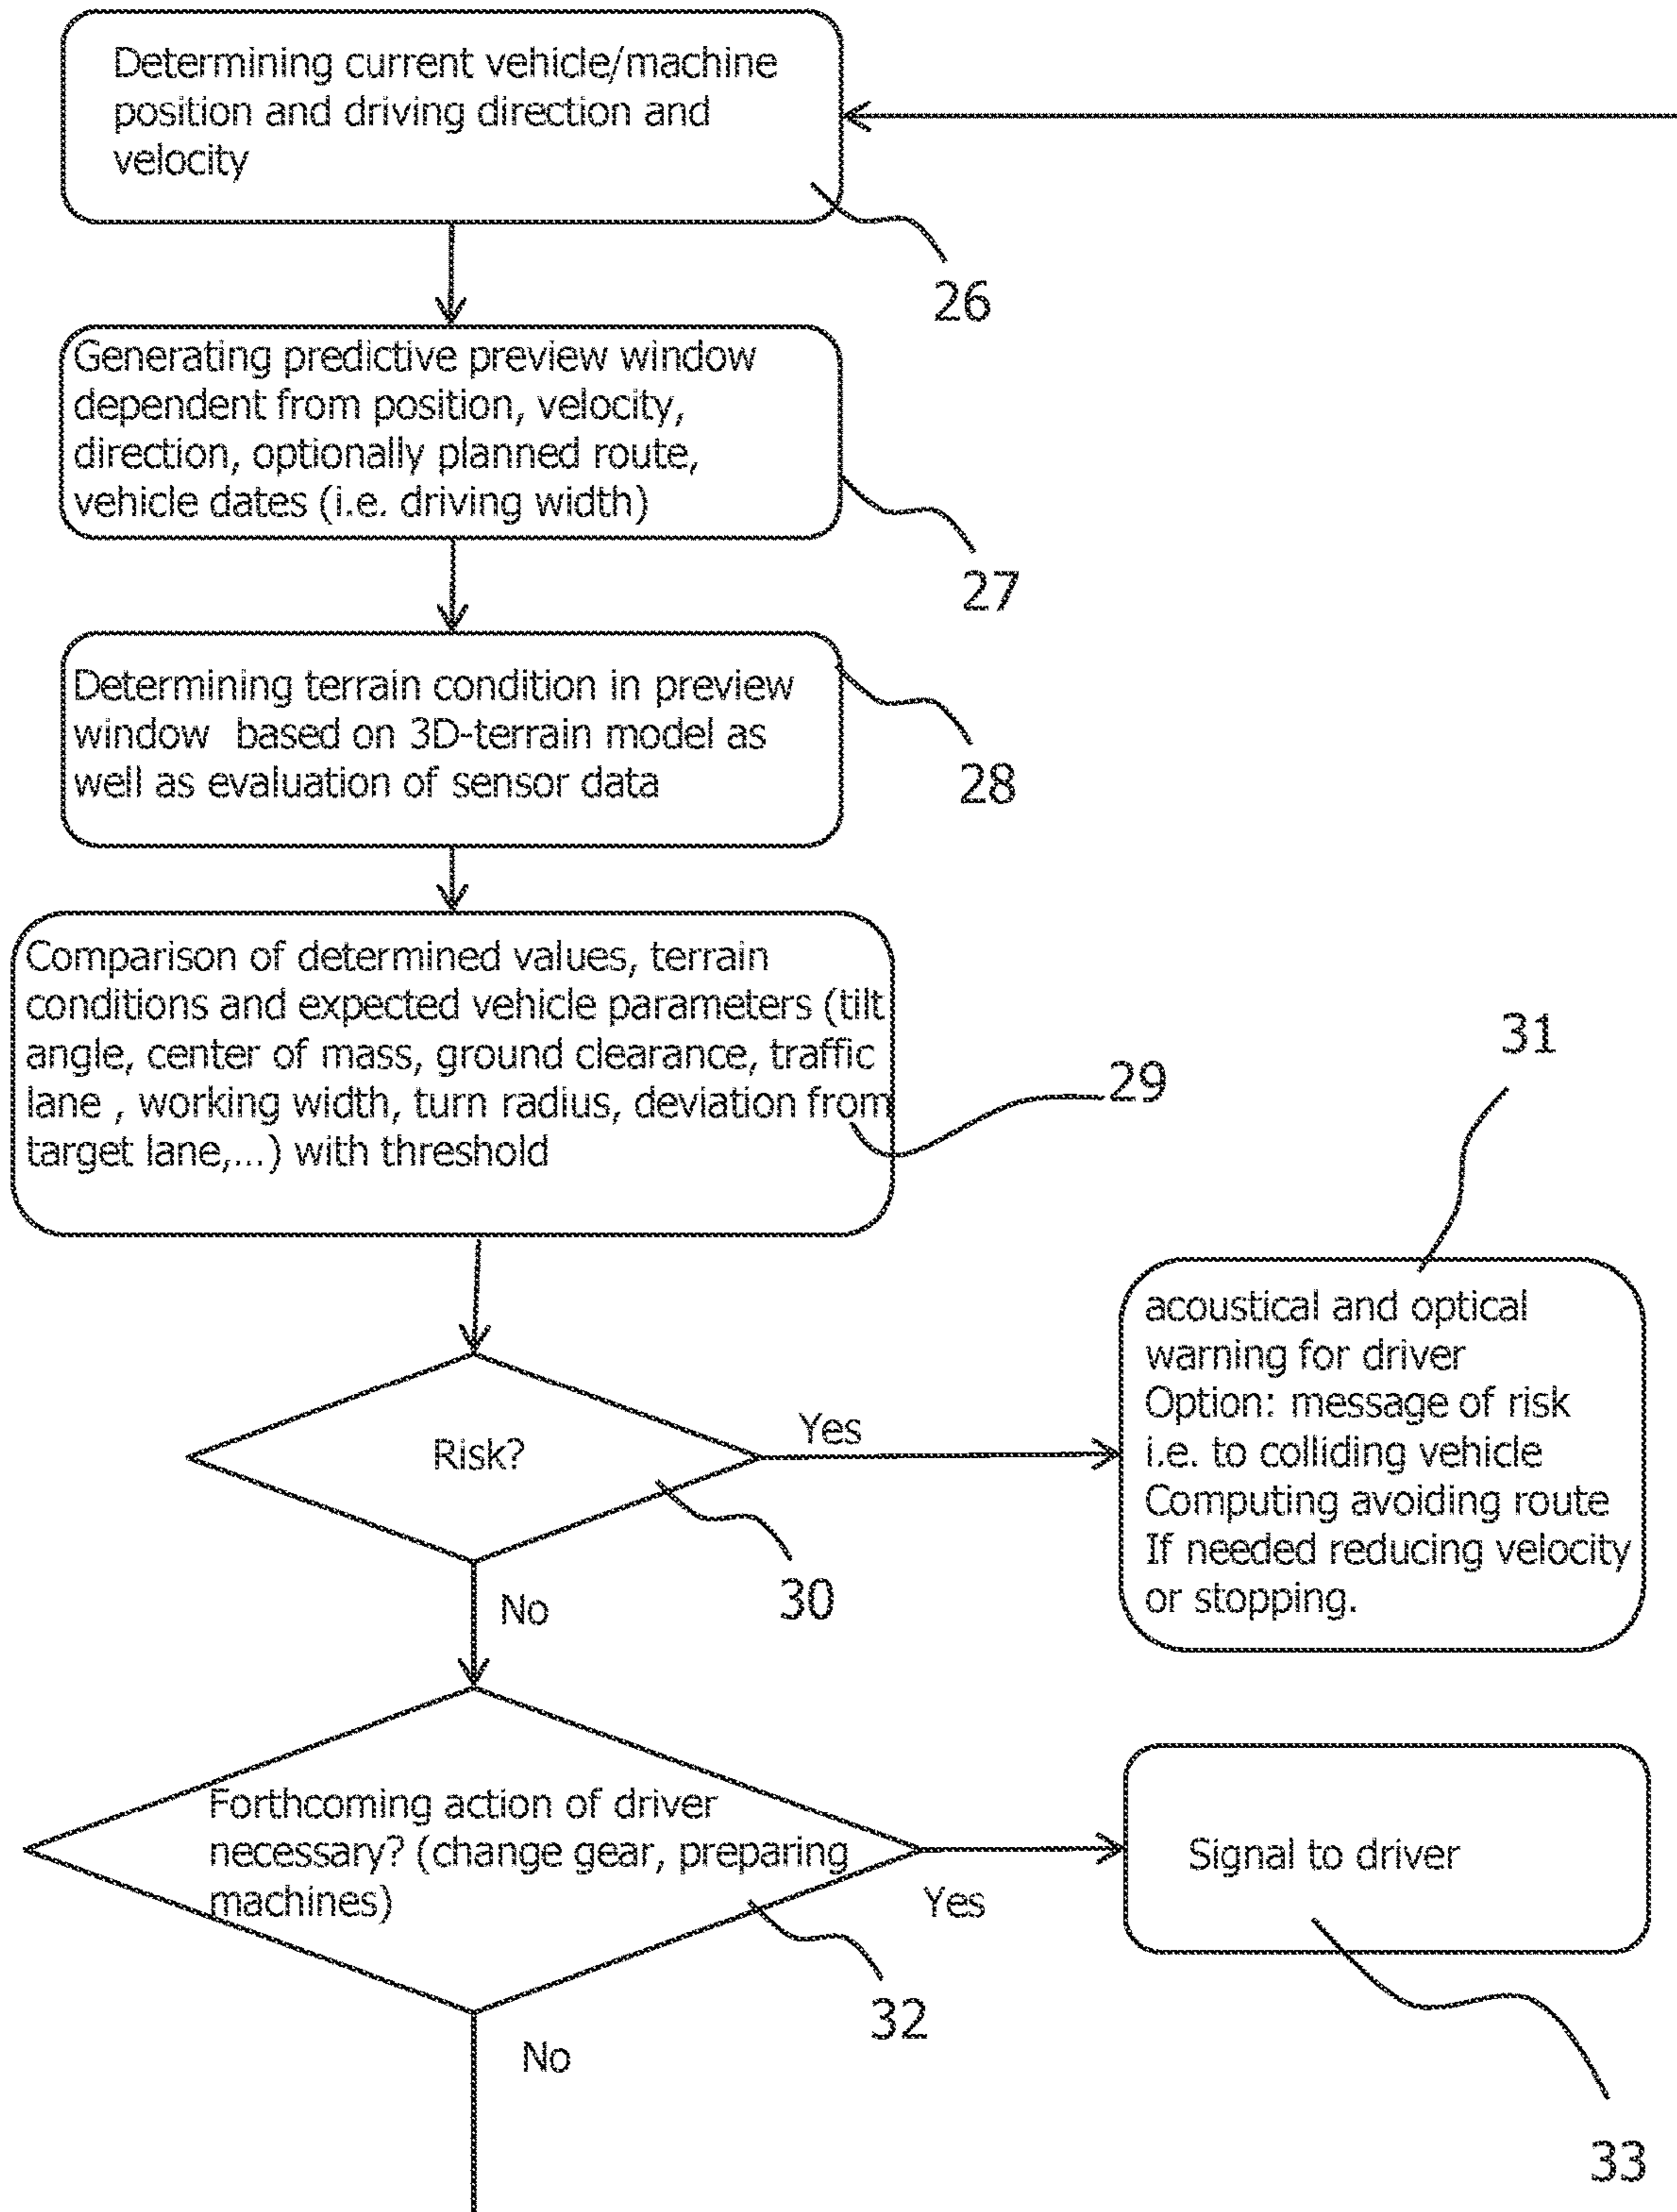 Determining current vehicle/machine
position and driving direction and
velocity
26
Generating predictive preview window
dependent from position, velocity,
direction, optionally planned route,
vehicle dates (i.e. driving width)
27
Determining terrain condition in preview
window based on 3D-terrain model as
well as evaluation of sensor data
28
Comparison of determined values, terrain
conditions and expected vehicle parameters (tilt
angle, center of mass, ground clearance, traffic
lane , working width, turn radius, deviation from
target lane,...) with threshold
29
31
acoustical and optical
warning for driver
Option: message of risk
i.e. to colliding vehicle
Computing avoiding route
If needed reducing velocity
or stopping.
Risk?
Yes
30
No
Forthcoming action of driver
necessary? (change gear, preparing
machines)
Yes
Signal to driver
32
No
33